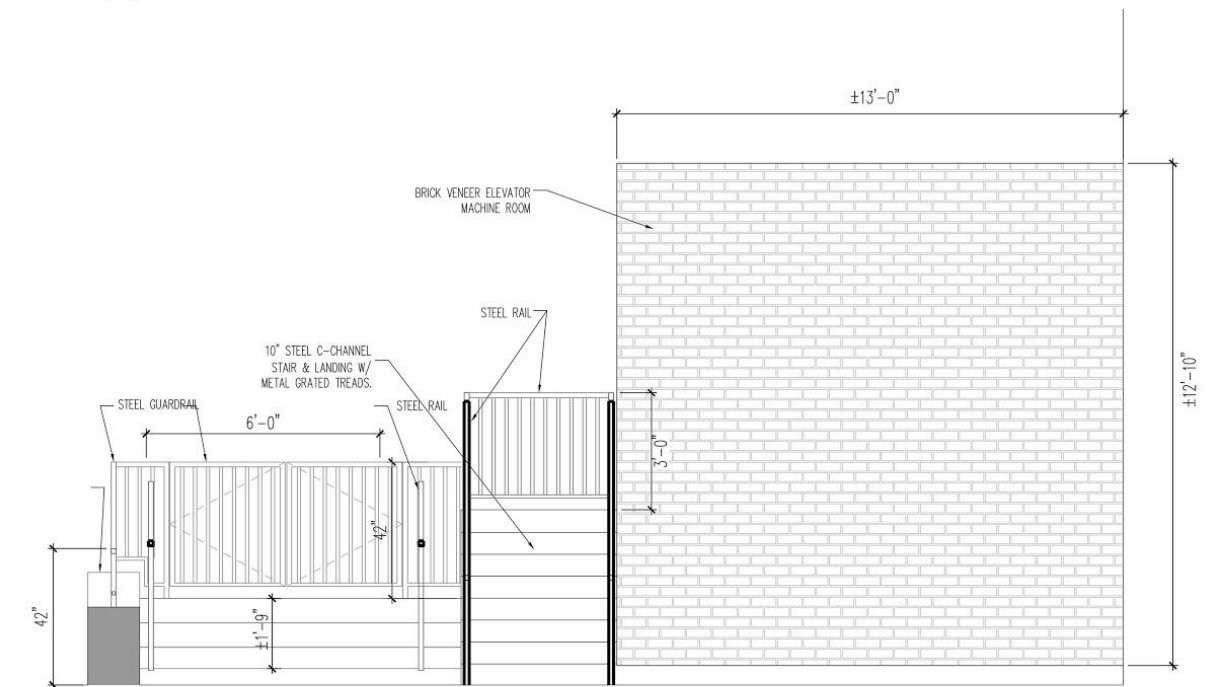 ±13'-0"
BRICK VENEER ELEVATOR
MACHINE ROOM
STEEL RAIL
10" STEEL C-CHANNEL
STAIR & LANDING W/
METAL GRATED TREADS.
STEEL GUARDRAIL
STEEL RAIL
6'-0"
±12'-10"
3'-0"
42"
42"
±1'-9"